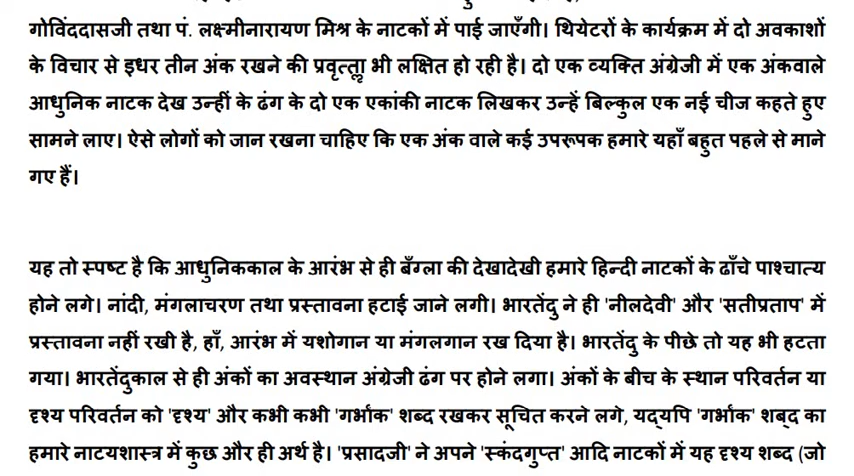 गोविंददासजी तथा पं. लक्ष्मीनारायण मिश्र के नाटकों में पाई जाएँगी। थियेटरों के कार्यक्रम में दो अवकाशों
के विचार से इधर तीन अंक रखने की प्रवृत्ता भी लक्षित हो रही है। दो एक व्यक्ति अंग्रेजी में एक अंकवाले
आधुनिक नाटक देख उन्हीं के ढंग के दो एक एकांकी नाटक लिखकर उन्हें बिल्कुल एक नई चीज कहते हुए
सामने लाए। ऐसे लोगों को जान रखना चाहिए कि एक अंक वाले कई उपरूपक हमारे यहाँ बहुत पहले से माने
गए हैं।
यह तो स्पष्ट है कि आधुनिककाल के आरंभ से ही बँग्ला की देखादेखी हमारे हिन्दी नाटकों के ढाँचे पाश्चात्य
होने लगे। नांदी, मंगलाचरण तथा प्रस्तावना हटाई जाने लगी। भारतेंदु ने ही 'नीलदेवी' और 'सतीप्रताप' में
प्रस्तावना नहीं रखी है, हाँ, आरंभ में यशोगान या मंगलगान रख दिया है। भारतेंदु के पीछे तो यह भी हटता
गया। भारतेंदुकाल से ही अंकों का अवस्थान अंग्रेजी ढंग पर होने लगा। अंकों के बीच के स्थान परिवर्तन या
दृश्य परिवर्तन को 'दृश्य' और कभी कभी 'गर्भांक' शब्द रखकर सूचित करने लगे, यद्यपि 'गर्भांक' शब्द का
हमारे नाटयशास्त्र में कुछ और ही अर्थ है। 'प्रसादजी' ने अपने 'स्कंदगुप्त' आदि नाटकों में यह दृश्य शब्द (जो